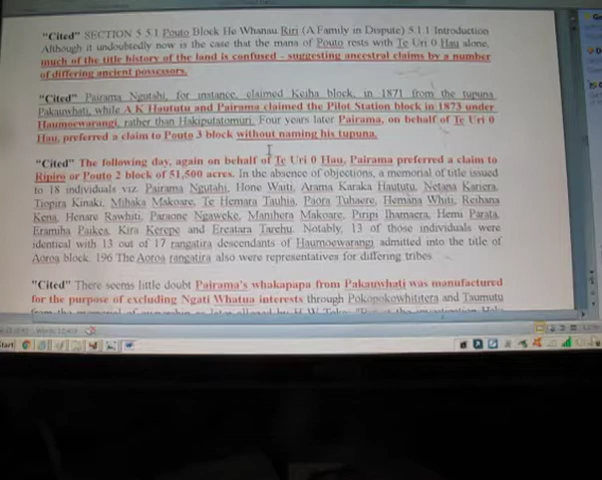 "Cited" SECTION 5.5.1 Pouto Block He Whanau Riri (A Family in Dispute) 5.1.1 Introduction
Although it undoubtedly now is the case that the mana of Pouto rests with Te Uri 0 Hau alone,
much of the title history of the land is confused - suggesting ancestral claims by a number
of differing ancient possessors.
"Cited" Pairama Ngutahi, for instance, claimed Keiha block, in 1871 from the tupuna
Pakauwhati, while A K Haututu and Pairama claimed the Pilot Station block in 1873 under
Haumoewarangi, rather than Hakiputatomuri. Four years later Pairama, on behalf of Te Uri 0
Hau, preferred a claim to Pouto 3 block without naming his tupuna.
"Cited" The following day, again on behalf of Te Uri 0 Hau, Pairama preferred a claim to
Ripiro or Pouto 2 block of 51,500 acres. In the absence of objections, a memorial of title issued
to 18 individuals viz. Pairama Ngutahi, Hone Waiti, Arama Karaka Haututu, Netana Kariera,
Tiopira Kinaki, Mihaka Makoare, Te Hemara Tauhia, Paora Tuhaere, Hemana Whiti, Reihana
Kena, Henare Rawhiti, Paraone Ngaweke, Manihera Makoare, Piripi Ihamaera, Hemi Parata,
Eramiha Paikea, Kira Kerepe and Ereatara Tarehu. Notably, 13 of those individuals were
identical with 13 out of 17 rangatira descendants of Haumoewarangi admitted into the title of
Aoroa block. 196 The Aoroa rangatira also were representatives for differing tribes
"Cited" There seems little doubt Pairama's whakapapa from Pakauwhati was manufactured
for the purpose of excluding Ngati Whatua interests through Pokopokowhititera and Taumutu